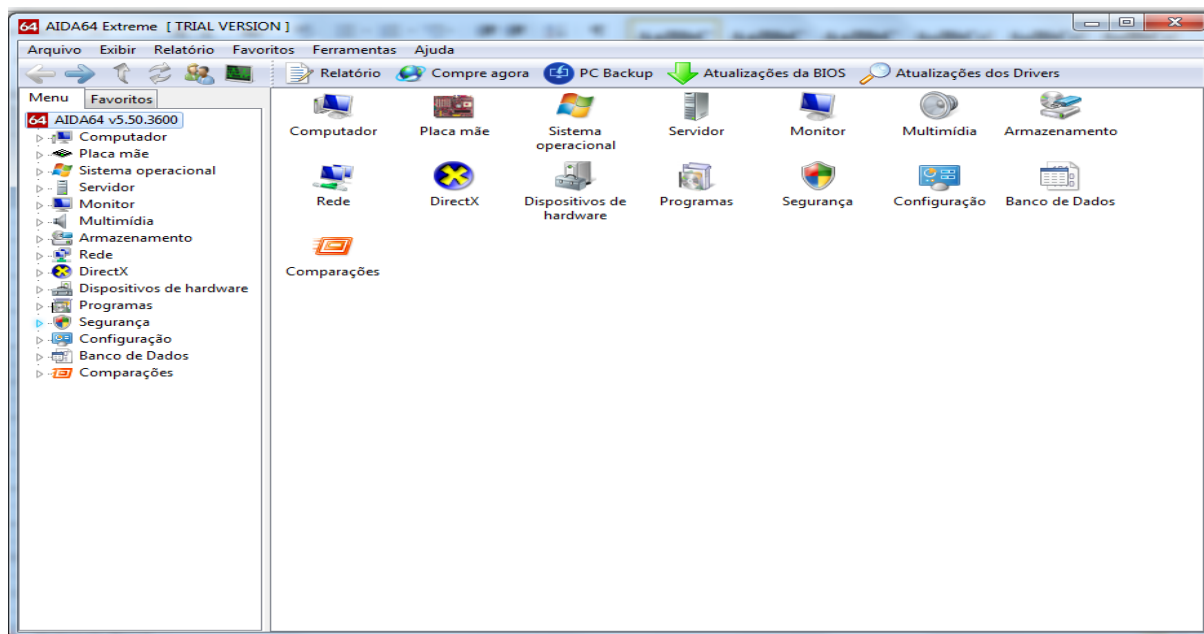 64 AIDA64 Extreme [ TRIAL VERSION ]
Arquivo Exibir Relatório Favoritos Ferramentas Ajuda
Relatório Compre agora PC Backup Atualizações da BIOS Atualizações dos Drivers
Menu Favoritos
64 AIDA64 v5.50.3600
Computador
Placa mãe
Sistema operacional
Servidor
Monitor
Multimídia
Armazenamento
Rede
DirectX
Dispositivos de hardware
Programas
Segurança
Configuração
Banco de Dados
Comparações
Computador Placa mãe Sistema operacional Servidor Monitor Multimídia Armazenamento
Rede DirectX Dispositivos de hardware Programas Segurança Configuração Banco de Dados
Comparações